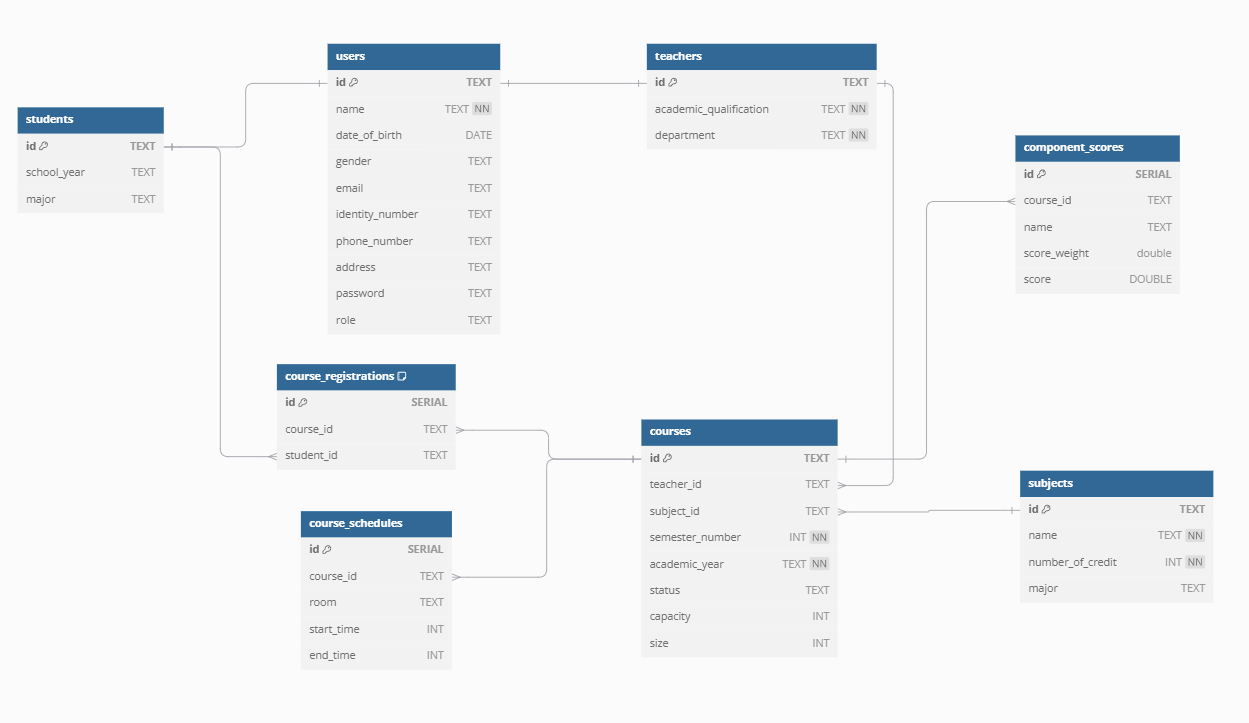 users
id TEXT
name TEXT NN
date_of_birth DATE
gender TEXT
email TEXT
identity_number TEXT
phone_number TEXT
address TEXT
password TEXT
role TEXT
teachers
id TEXT
academic_qualification TEXT NN
department TEXT NN
students
id TEXT
school_year TEXT
major TEXT
component_scores
id SERIAL
course_id TEXT
name TEXT
score_weight double
score DOUBLE
course_registrations
id SERIAL
course_id TEXT
student_id TEXT
courses
id TEXT
teacher_id TEXT
subject_id TEXT
semester_number INT NN
academic_year TEXT NN
status TEXT
capacity INT
size INT
subjects
id TEXT
name TEXT NN
number_of_credit INT NN
major TEXT
course_schedules
id SERIAL
course_id TEXT
room TEXT
start_time INT
end_time INT